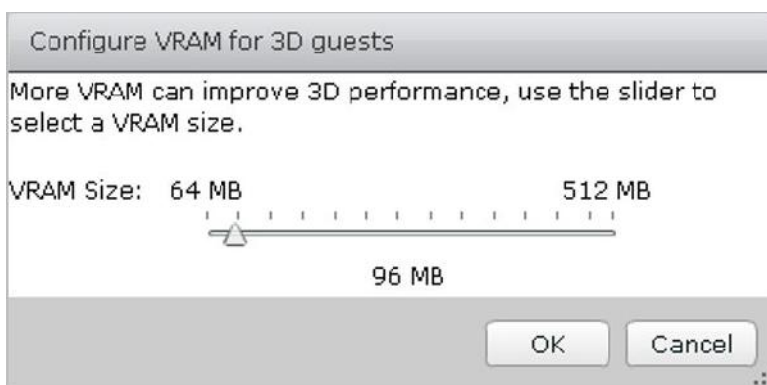 Configure VRAM for 3D guests
More VRAM can improve 3D performance, use the slider to
select a VRAM size.
VRAM Size: 64 MB 512 MB
96 MB
OK Cancel